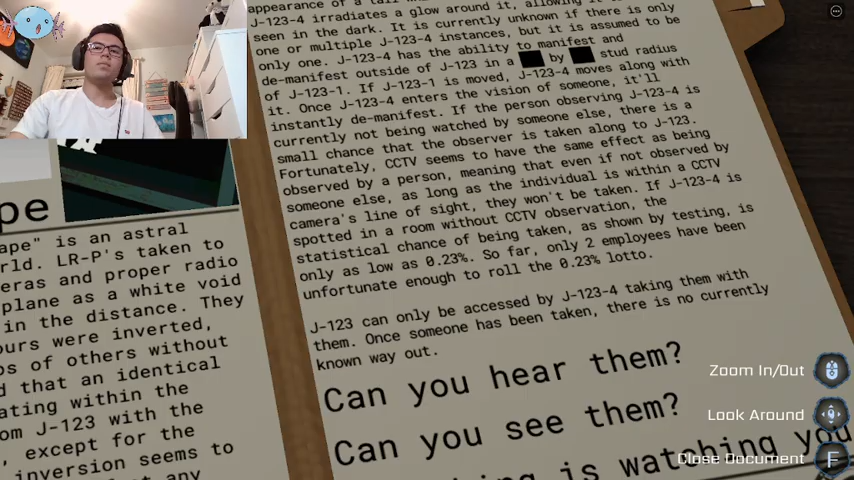 J-123-4 irradiates a glow around it, allowing it to
seen in the dark. It is currently unknown if there is only
one or multiple J-123-4 instances, but it is assumed to be
only one. J-123-4 has the ability to manifest and
de-manifest outside of J-123 in a by stud radius
of J-123-1. If J-123-1 is moved, J-123-4 moves along with
it. Once J-123-4 enters the vision of someone, it'll
instantly de-manifest. If the person observing J-123-4 is
currently not being watched by someone else, there is a
small chance that the observer is taken along to J-123.
Fortunately, CCTV seems to have the same effect as being
observed by a person, meaning that even if not observed by
someone else, as long as the individual is within a CCTV
camera's line of sight, they won't be taken. If J-123-4 is
spotted in a room without CCTV observation, the
statistical chance of being taken, as shown by testing, is
only as low as 0.23%. So far, only 2 employees have been
unfortunate enough to roll the 0.23% lotto.
J-123 can only be accessed by J-123-4 taking them with
them. Once someone has been taken, there is no currently
known way out.
Can you hear them?
Can you see them?
is watching you
pe
ape" is an astral
rld. LR-P's taken to
eras and proper radio
plane as a white void
in the distance. They
ours were inverted,
os of others without
d that an identical
ating within the
om J-123 with the
, except for the
inversion seems to
any
Zoom In/Out
Look Around
Close Document
F